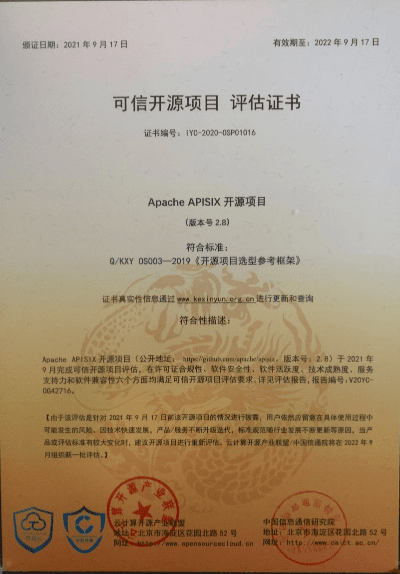 颁证日期：2021 年 9 月 17 日
有效期至：2022 年 9 月 17 日
可信开源项目 评估证书
证书编号：IYC-2020-OSP01016
Apache APISIX 开源项目
（版本号 2.8）
符合标准：
Q/KXY OS003—2019《开源项目选型参考框架》
证书真实性信息通过 www.kexinyun.org.cn 进行更新和查询
符合性描述：
Apache APISIX 开源项目（公开地址： https://github.com/apache/apisix，版本号：2.8）于 2021 年
9 月完成可信开源项目评估，在许可证合规性、软件安全性、软件活跃度、技术成熟度、服务
支持力和软件兼容性六个方面均满足可信开源项目评估要求，详见评估报告，报告编号：V20YC-
0042716。
【由于该评估是针对 2021 年 9 月 17 日前该开源项目的情况进行核查，用户依然应留意在具体使用过程中
可能发生的风险。因技术快速发展，产品/服务不断升级迭代，标准规范随行业发展不断更新等原因，当产
品或评估标准有较大变化时，建议开源项目进行重新评估。云计算开源产业联盟/中国信通院将在 2022 年
9 月组织新一批评估。】
云计算开源产业联盟
地址：北京市海淀区花园北路 52 号
网址：http://www.opensourcecloud.cn
中国信息通信研究院
地址：北京市海淀区花园北路 52 号
网址：http://www.caict.ac.cn/